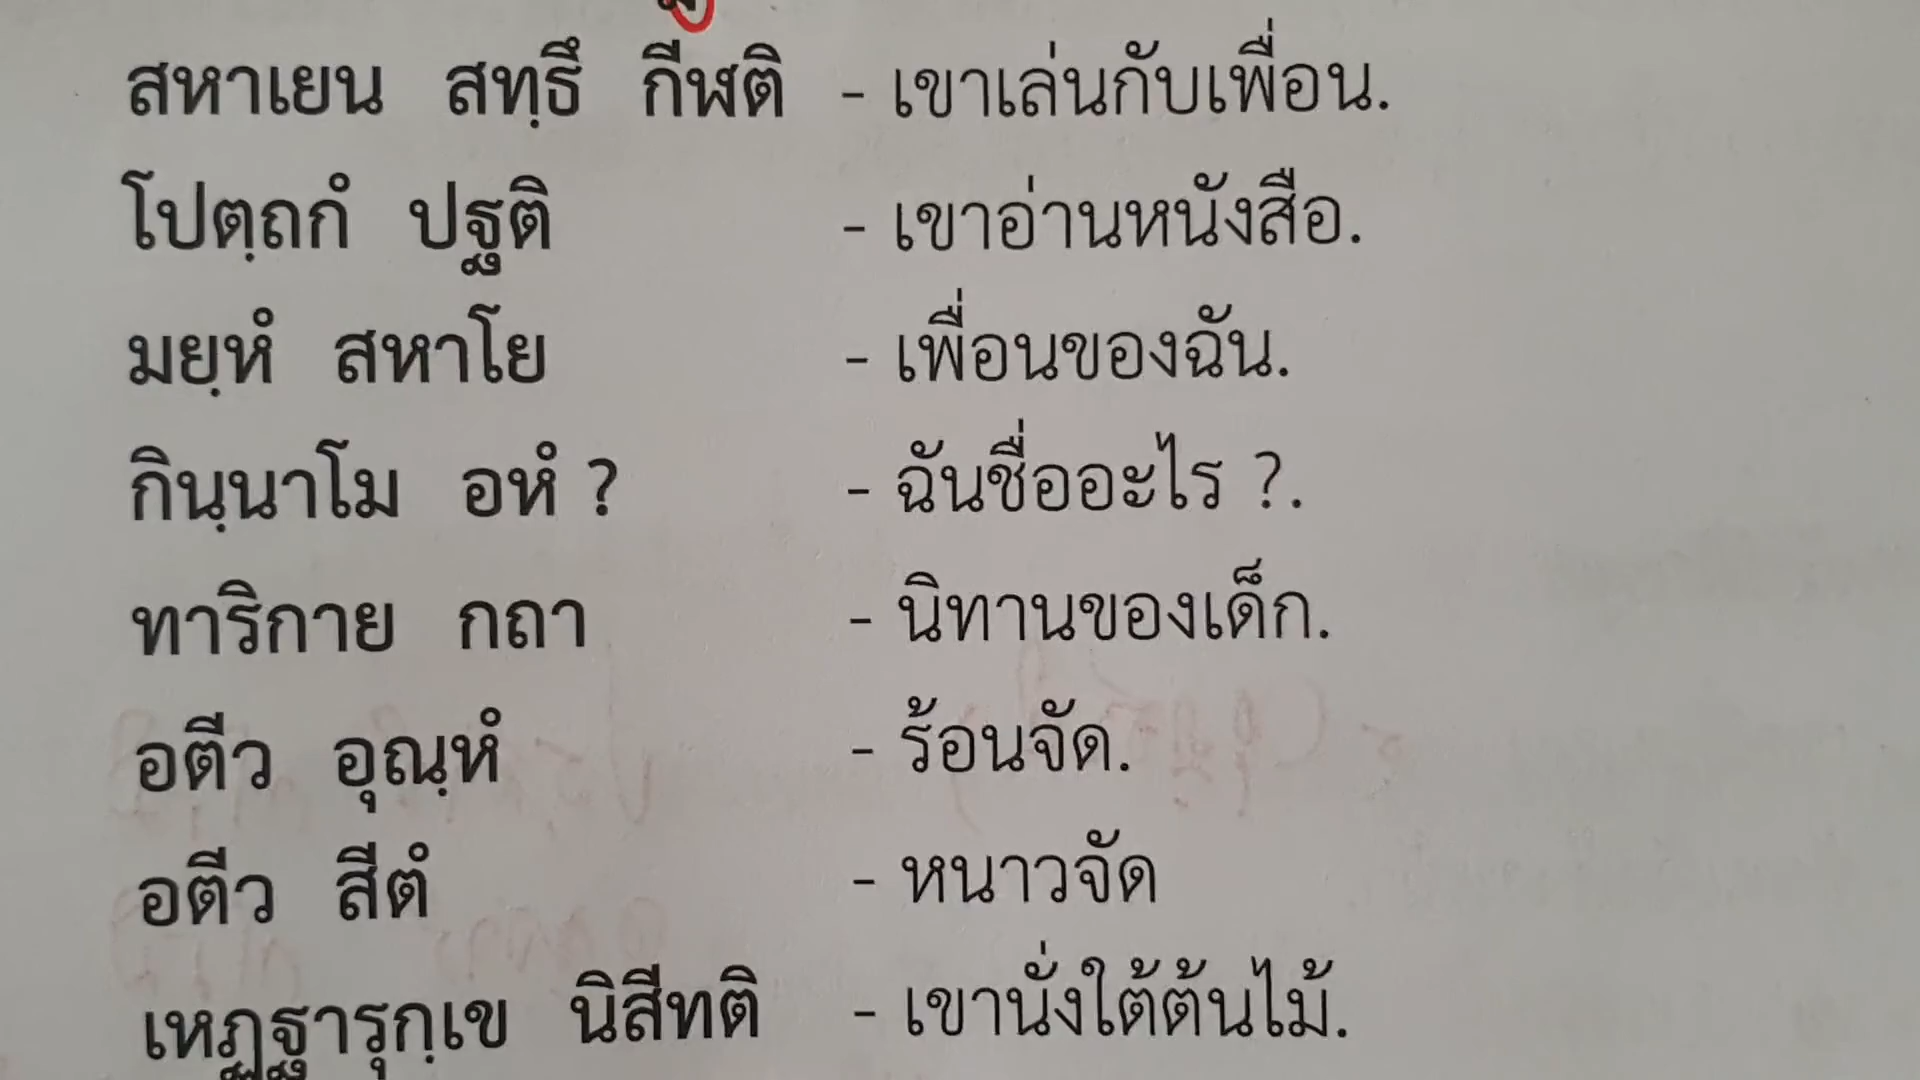 สหาเยน สทฺธึ กีฬติ - เขาเล่นกับเพื่อน.
โปตฺถกํ ปฐติ - เขาอ่านหนังสือ.
มยฺหํ สหาโย - เพื่อนของฉัน.
กินฺนาโม อหํ ? - ฉันชื่ออะไร ?.
ทาริกาย กถา - นิทานของเด็ก.
อตีว อุณฺหํ - ร้อนจัด.
อตีว สีตํ - หนาวจัด
เหฏฺฐารุกฺเข นิสีทติ - เขานั่งใต้ต้นไม้.